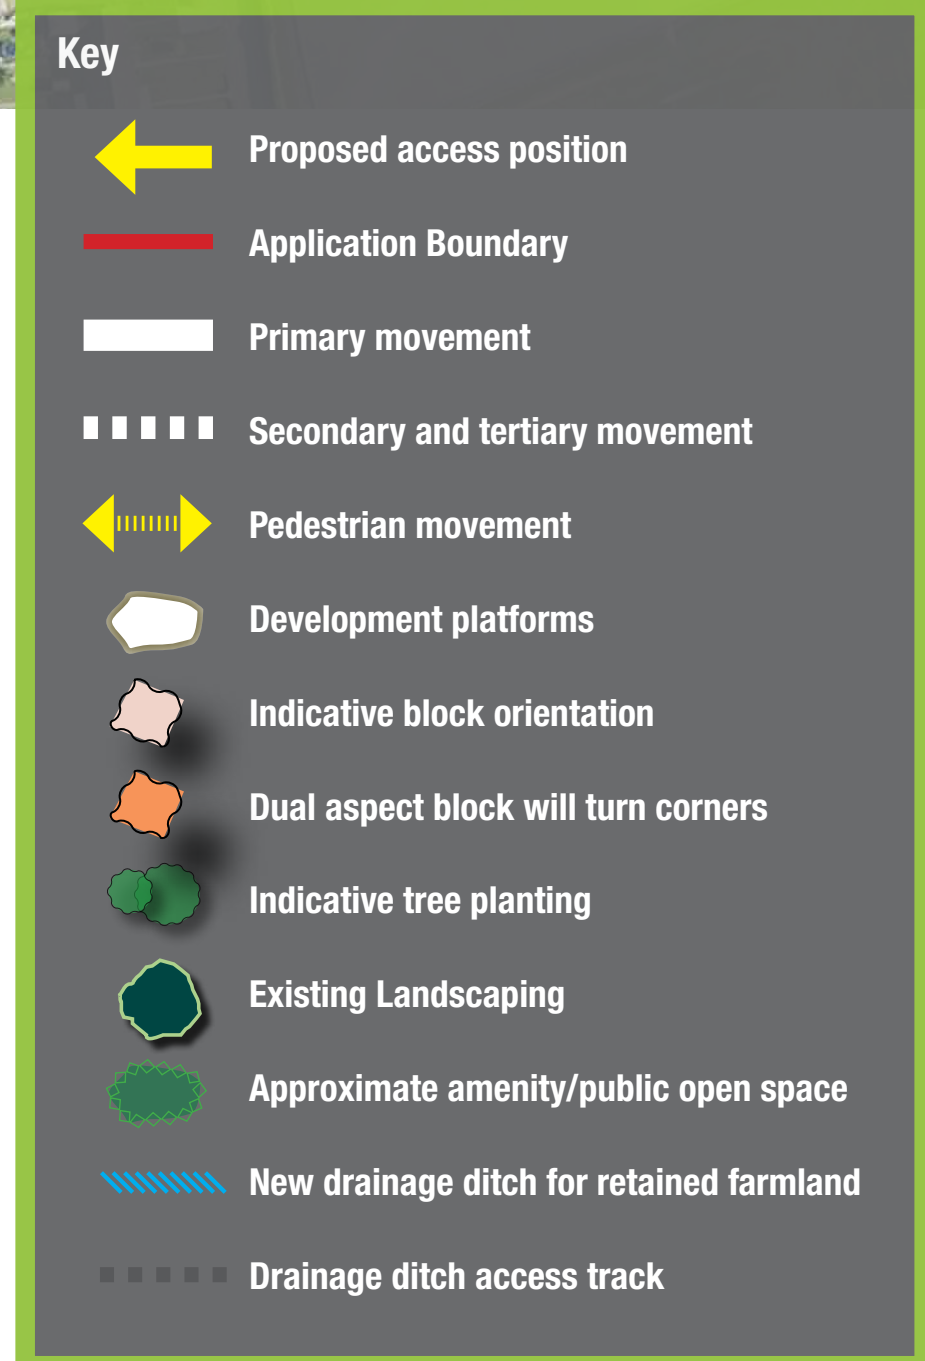 Key
Proposed access position
Application Boundary
Primary movement
Secondary and tertiary movement
Pedestrian movement
Development platforms
Indicative block orientation
Dual aspect block will turn corners
Indicative tree planting
Existing Landscaping
Approximate amenity/public open space
New drainage ditch for retained farmland
Drainage ditch access track